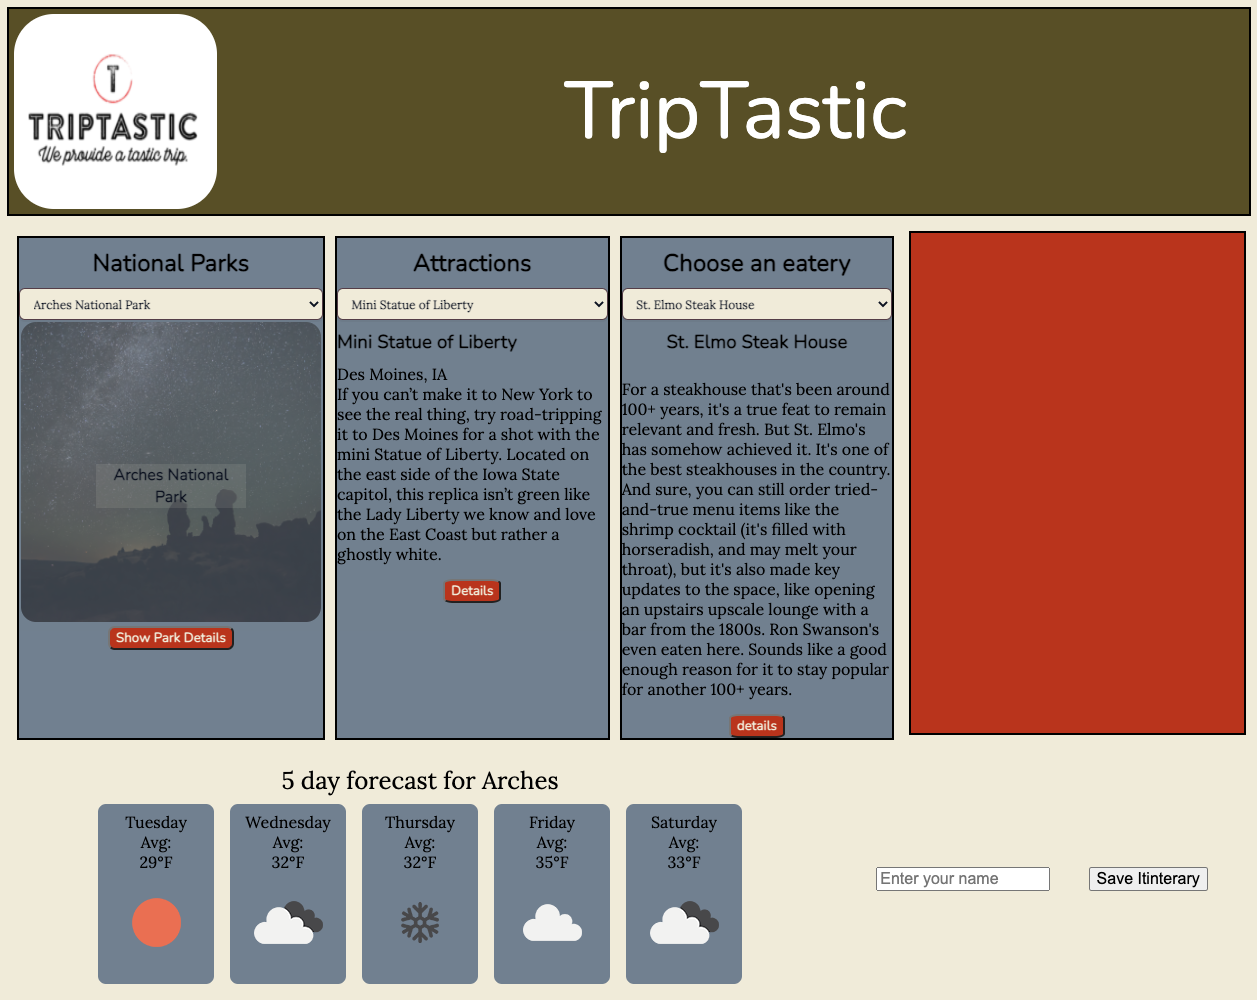 T
TRIPTASTIC
We provide a tastic trip.
TripTastic
National Parks
Arches National Park
Arches National
Park
Show Park Details
Attractions
Mini Statue of Liberty
Mini Statue of Liberty
Des Moines, IA
If you can’t make it to New York to
see the real thing, try road-tripping
it to Des Moines for a shot with the
mini Statue of Liberty. Located on
the east side of the Iowa State
capitol, this replica isn’t green like
the Lady Liberty we know and love
on the East Coast but rather a
ghostly white.
Details
Choose an eatery
St. Elmo Steak House
St. Elmo Steak House
For a steakhouse that's been around
100+ years, it's a true feat to remain
relevant and fresh. But St. Elmo's
has somehow achieved it. It's one of
the best steakhouses in the country.
And sure, you can still order tried-
and-true menu items like the
shrimp cocktail (it's filled with
horseradish, and may melt your
throat), but it's also made key
updates to the space, like opening
an upstairs upscale lounge with a
bar from the 1800s. Ron Swanson's
even eaten here. Sounds like a good
enough reason for it to stay popular
for another 100+ years.
details
5 day forecast for Arches
Tuesday
Avg:
29°F
Wednesday
Avg:
32°F
Thursday
Avg:
32°F
Friday
Avg:
35°F
Saturday
Avg:
33°F
Enter your name
Save Itinterary